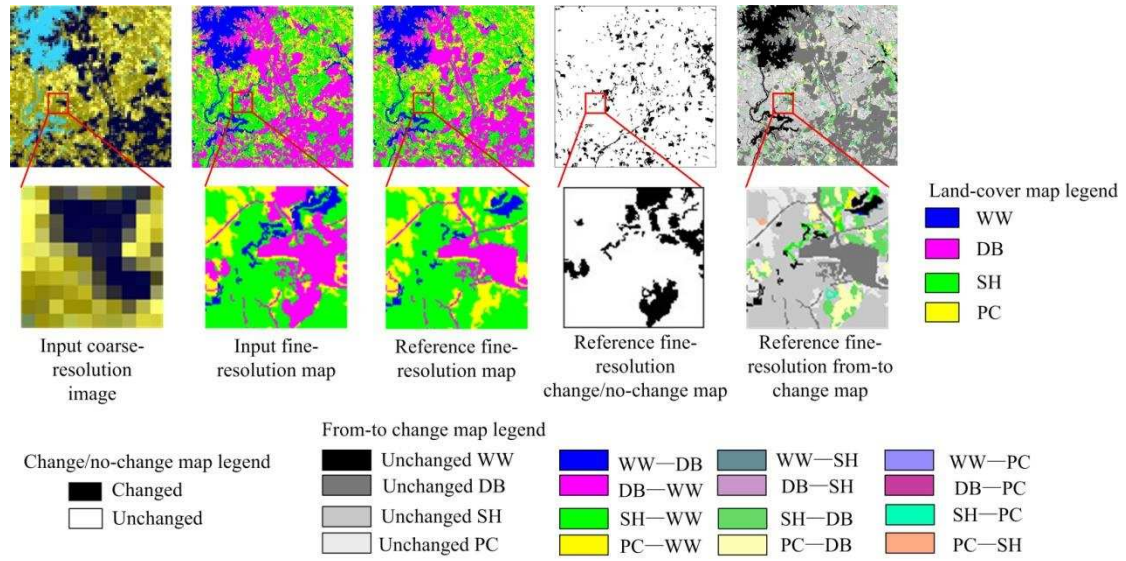 Land-cover map legend
WW
DB
SH
PC
Input coarse-
resolution
image
Input fine-
resolution map
Reference fine-
resolution map
Reference fine-
resolution
change/no-change map
Reference fine-
resolution from-to
change map
Change/no-change map legend
Changed
Unchanged
From-to change map legend
Unchanged WW
Unchanged DB
Unchanged SH
Unchanged PC
WW—DB
DB—WW
SH—WW
PC—WW
WW—SH
DB—SH
SH—DB
PC—DB
WW—PC
DB—PC
SH—PC
PC—SH